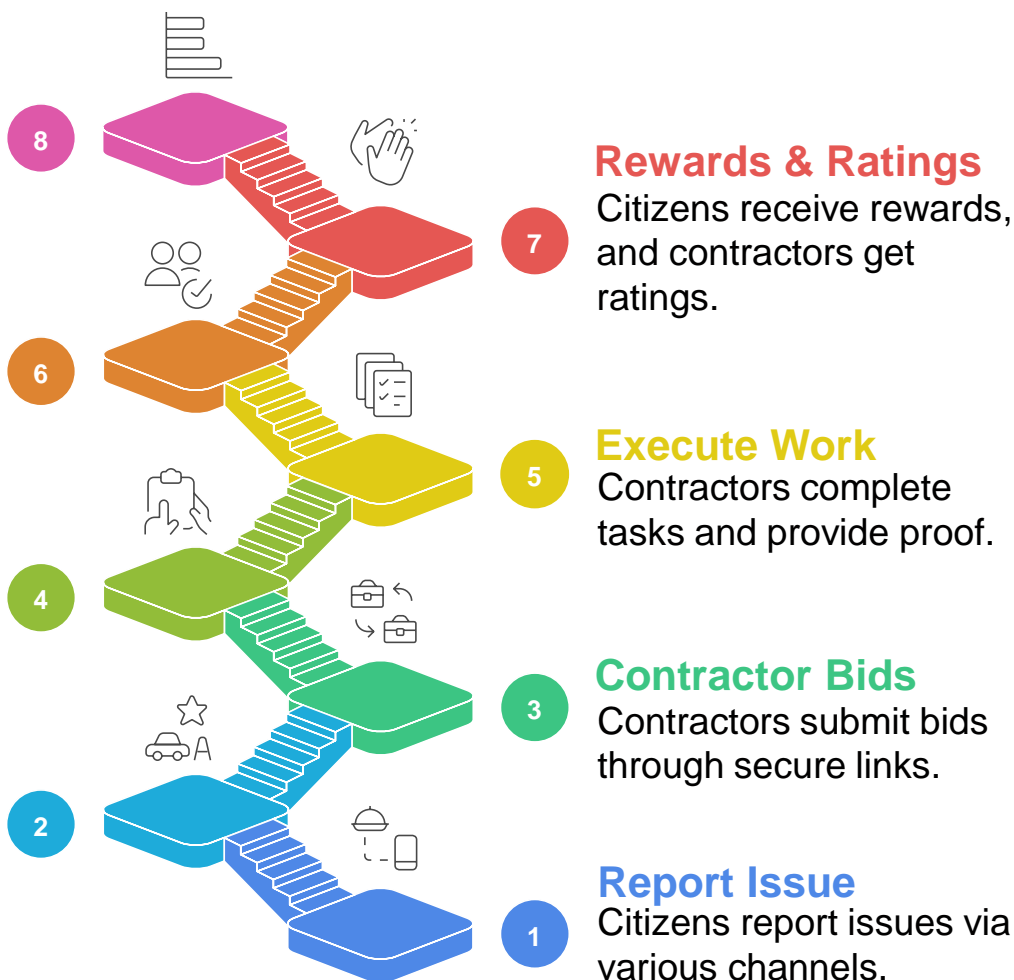 8
Rewards & Ratings
Citizens receive rewards,
and contractors get
ratings.
7
6
Execute Work
Contractors complete
tasks and provide proof.
5
4
Contractor Bids
Contractors submit bids
through secure links.
3
A
2
Report Issue
Citizens report issues via
various channels.
1